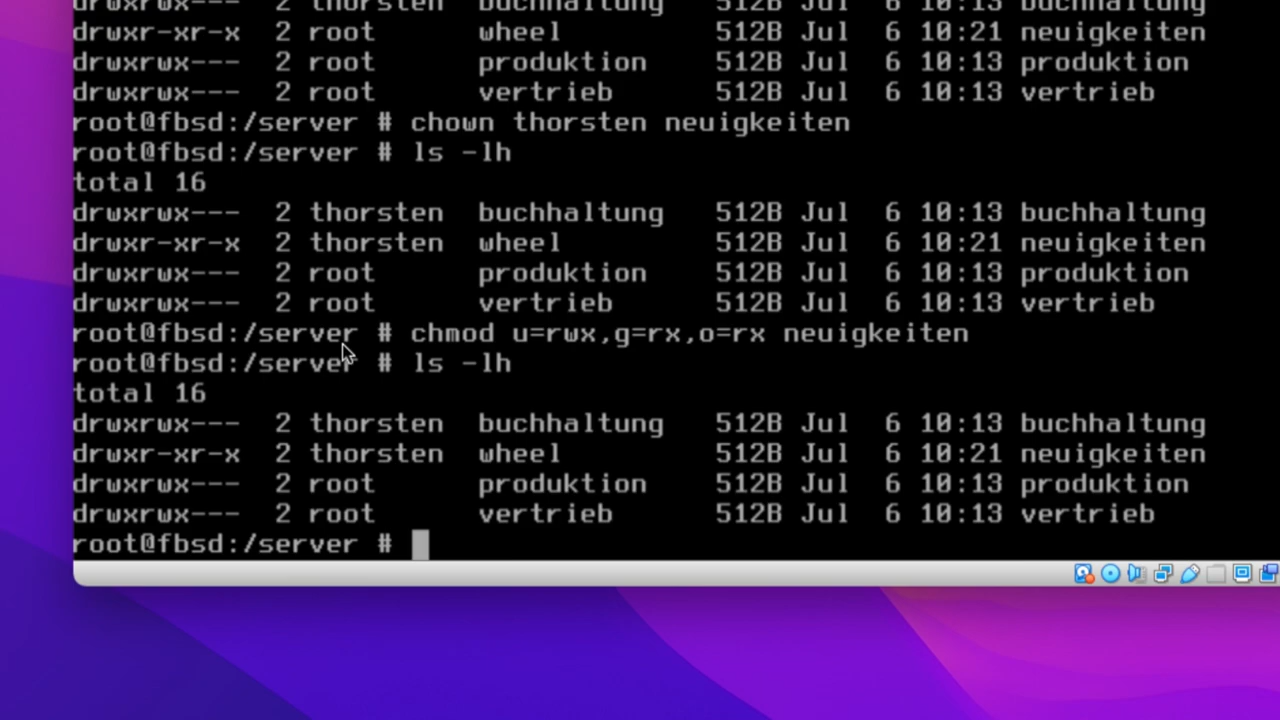 drwxrwx--- 2 thorsten buchhaltung 512B Jul 6 10:13 buchhaltung
drwxr-xr-x 2 root wheel 512B Jul 6 10:21 neuigkeiten
drwxrwx--- 2 root produktion 512B Jul 6 10:13 produktion
drwxrwx--- 2 root vertrieb 512B Jul 6 10:13 vertrieb
root@fbsd:/server # chown thorsten neuigkeiten
root@fbsd:/server # ls -lh
total 16
drwxrwx--- 2 thorsten buchhaltung 512B Jul 6 10:13 buchhaltung
drwxr-xr-x 2 thorsten wheel 512B Jul 6 10:21 neuigkeiten
drwxrwx--- 2 root produktion 512B Jul 6 10:13 produktion
drwxrwx--- 2 root vertrieb 512B Jul 6 10:13 vertrieb
root@fbsd:/server # chmod u=rwx,g=rx,o=rx neuigkeiten
root@fbsd:/server # ls -lh
total 16
drwxrwx--- 2 thorsten buchhaltung 512B Jul 6 10:13 buchhaltung
drwxr-xr-x 2 thorsten wheel 512B Jul 6 10:21 neuigkeiten
drwxrwx--- 2 root produktion 512B Jul 6 10:13 produktion
drwxrwx--- 2 root vertrieb 512B Jul 6 10:13 vertrieb
root@fbsd:/server #